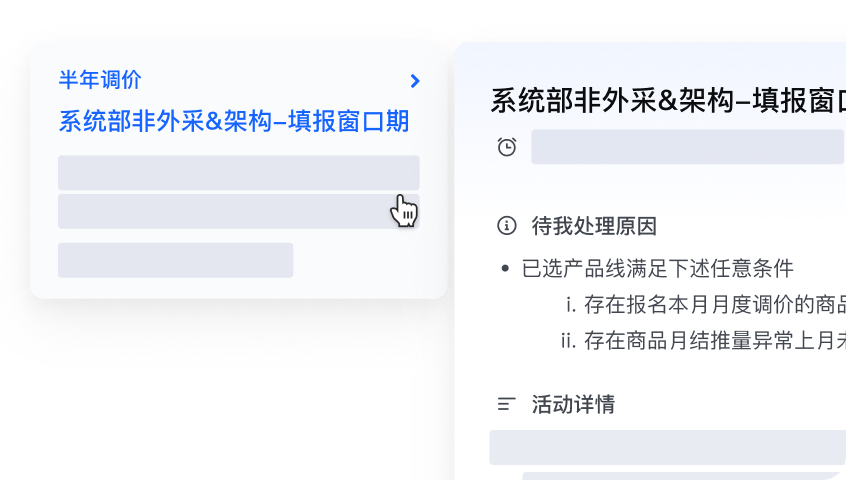 半年调价
系统部非外采&架构–填报窗口期
系统部非外采&架构–填报窗
待我处理原因
• 已选产品线满足下述任意条件
i. 存在报名本月月度调价的商
ii. 存在商品月结推量异常上月
活动详情